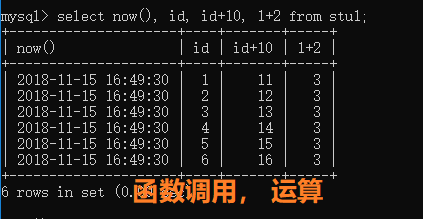 mysql> select now(), id, id+10, 1+2 from stu1;
+---------------------+----+-------+-----+
| now() | id | id+10 | 1+2 |
+---------------------+----+-------+-----+
| 2018-11-15 16:49:30 | 1 | 11 | 3 |
| 2018-11-15 16:49:30 | 2 | 12 | 3 |
| 2018-11-15 16:49:30 | 3 | 13 | 3 |
| 2018-11-15 16:49:30 | 4 | 14 | 3 |
| 2018-11-15 16:49:30 | 5 | 15 | 3 |
| 2018-11-15 16:49:30 | 6 | 16 | 3 |
+---------------------+----+-------+-----+
6 rows in set (0.
函数调用, 运算